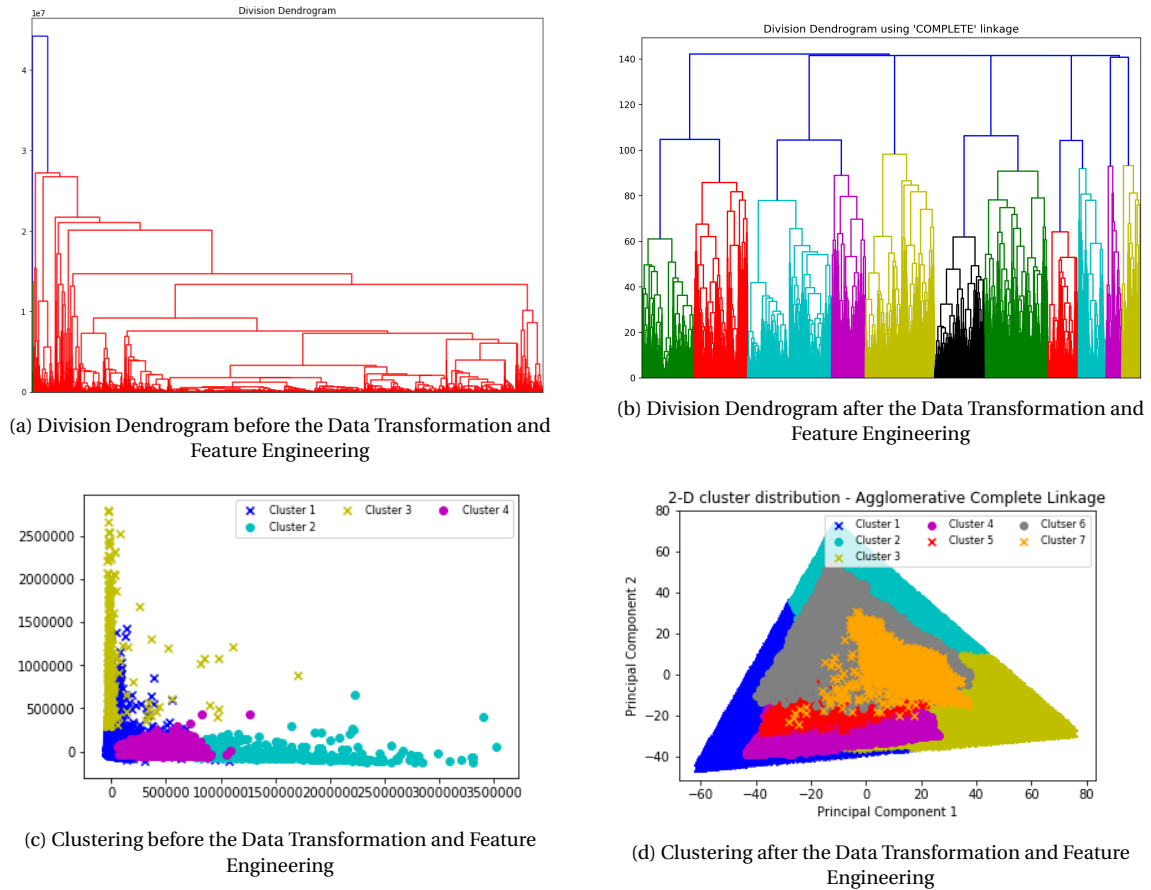 Division Dendrogram
1e7
4
3
2
1
0
(a) Division Dendrogram before the Data Transformation and
Feature Engineering
Division Dendrogram using 'COMPLETE' linkage
140
120
100
80
60
40
20
0
(b) Division Dendrogram after the Data Transformation and
Feature Engineering
Cluster 1 Cluster 3 Cluster 4
Cluster 2
2500000
2000000
1500000
1000000
500000
0
0 500000 1000000 1500000 2000000 2500000 3000000 3500000
(c) Clustering before the Data Transformation and Feature
Engineering
2-D cluster distribution - Agglomerative Complete Linkage
Cluster 1 Cluster 4 Clutser 6
Cluster 2 Cluster 5 Cluster 7
Cluster 3
Principal Component 2
80
60
40
20
0
−20
−40
−60 −40 −20 0 20 40 60 80
Principal Component 1
(d) Clustering after the Data Transformation and Feature
Engineering